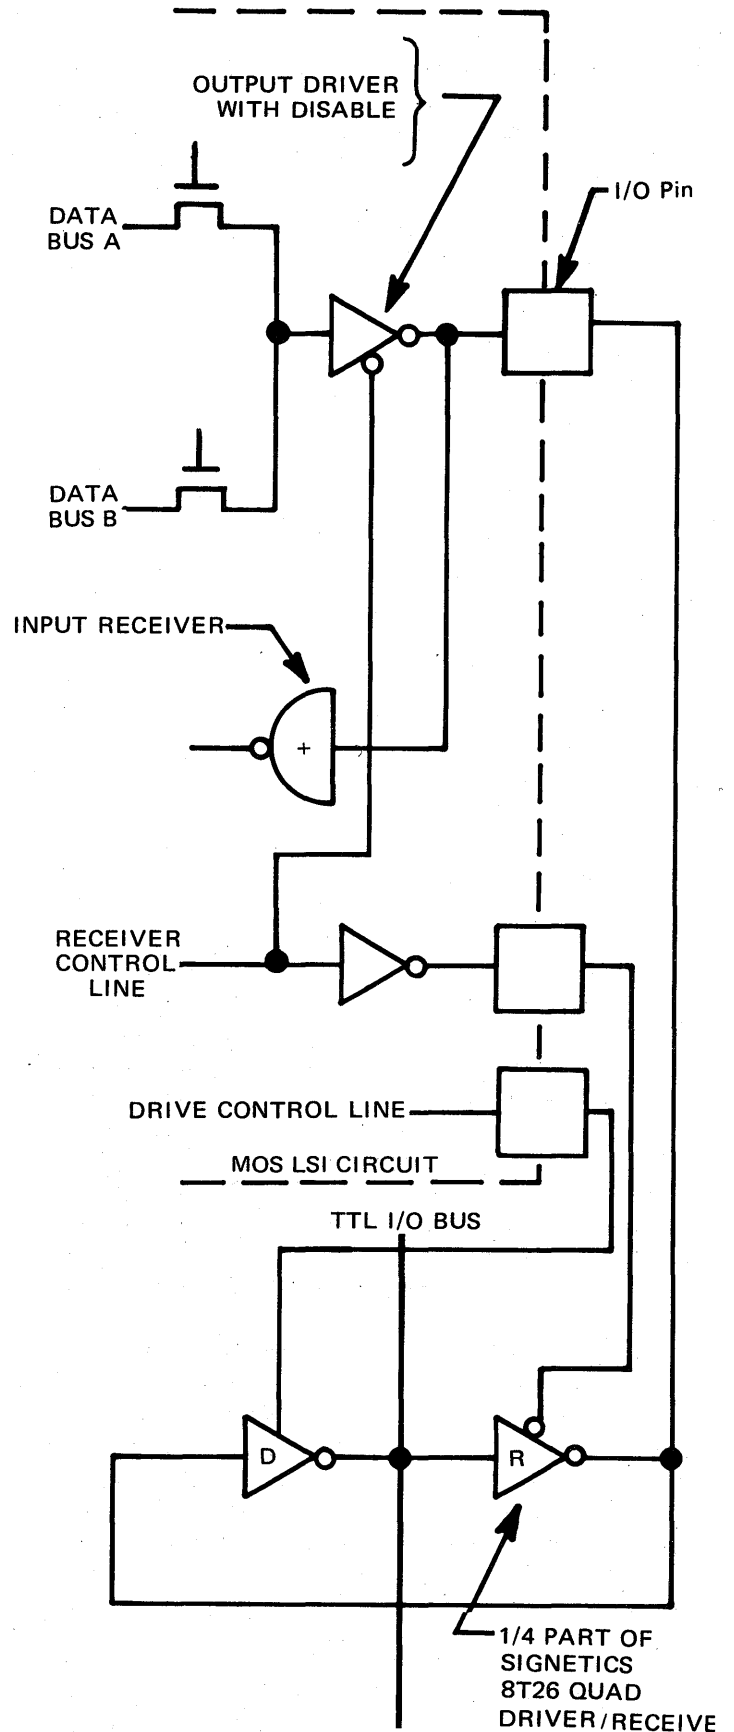 OUTPUT DRIVER
WITH DISABLE
I/O Pin
DATA
BUS A
DATA
BUS B
INPUT RECEIVER
+
RECEIVER
CONTROL
LINE
DRIVE CONTROL LINE
MOS LSI CIRCUIT
TTL I/O BUS
D
R
1/4 PART OF
SIGNETICS
8T26 QUAD
DRIVER/RECEIVE